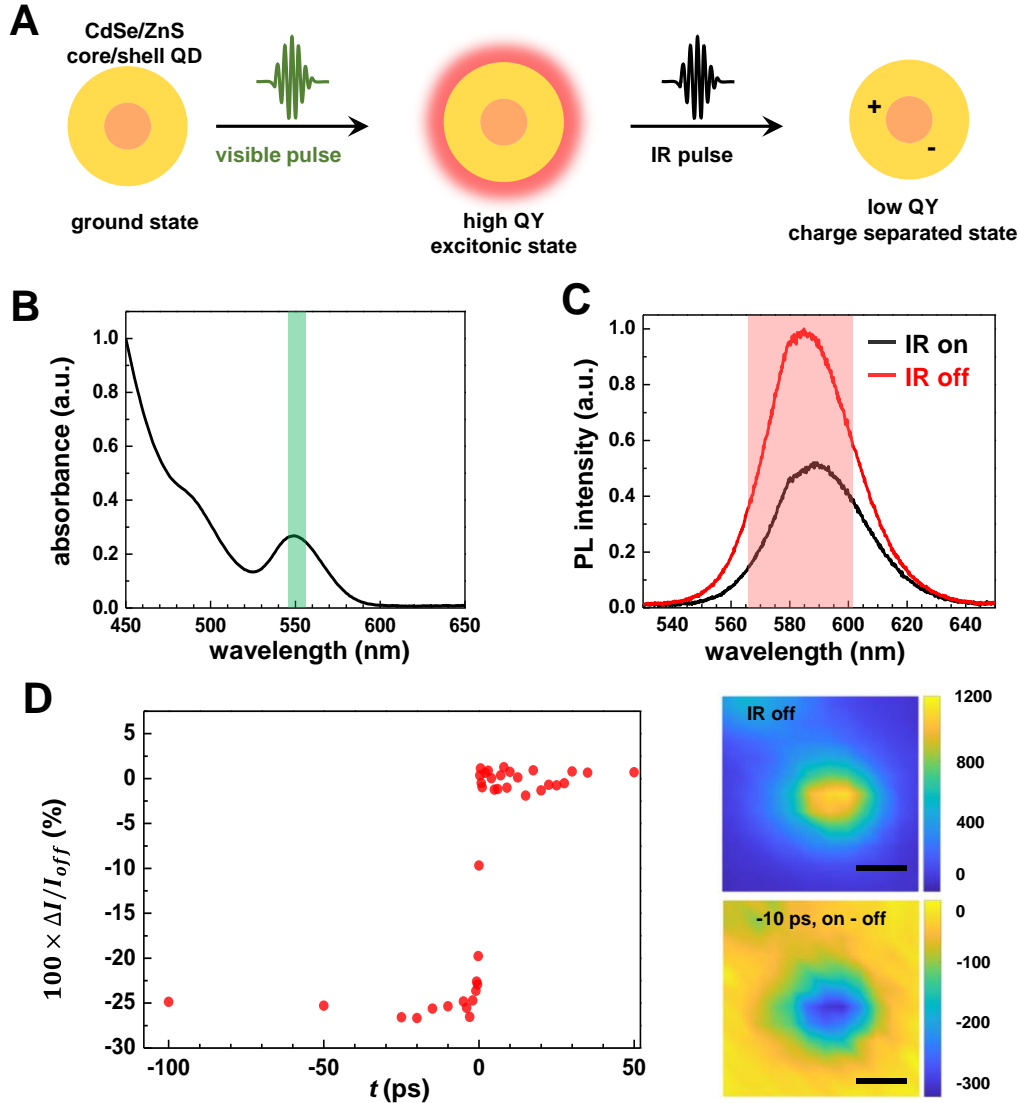 A
CdSe/ZnS
core/shell QD
visible pulse
IR pulse
+
-
ground state
high QY
excitonic state
low QY
charge separated state
B
absorbance (a.u.)
1.0
0.8
0.6
0.4
0.2
0.0
450
500
550
600
650
wavelength (nm)
C
PL intensity (a.u.)
1.0
0.8
0.6
0.4
0.2
0.0
IR on
IR off
540
560
580
600
620
640
wavelength (nm)
D
100 × ΔI/I_off (%)
5
0
-5
-10
-15
-20
-25
-30
-100
-50
0
50
t (ps)
IR off
1200
800
400
0
-10 ps, on - off
0
-100
-200
-300